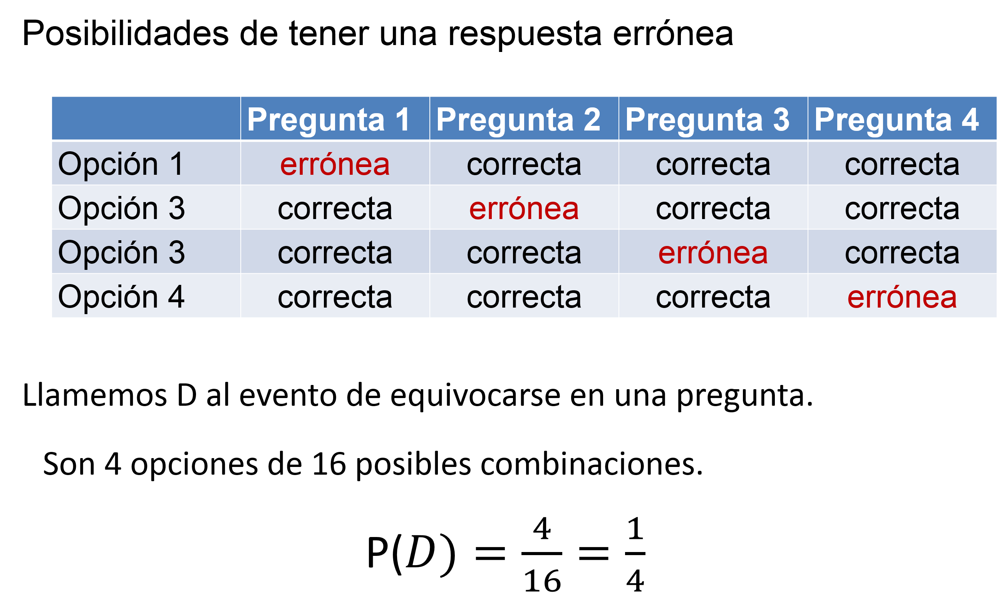 Posibilidades de tener una respuesta errónea
Pregunta 1 Pregunta 2 Pregunta 3 Pregunta 4
Opción 1 errónea correcta correcta correcta
Opción 3 correcta errónea correcta correcta
Opción 3 correcta correcta errónea correcta
Opción 4 correcta correcta correcta errónea
Llamemos D al evento de equivocarse en una pregunta.
Son 4 opciones de 16 posibles combinaciones.
P(D) = 4/16 = 1/4